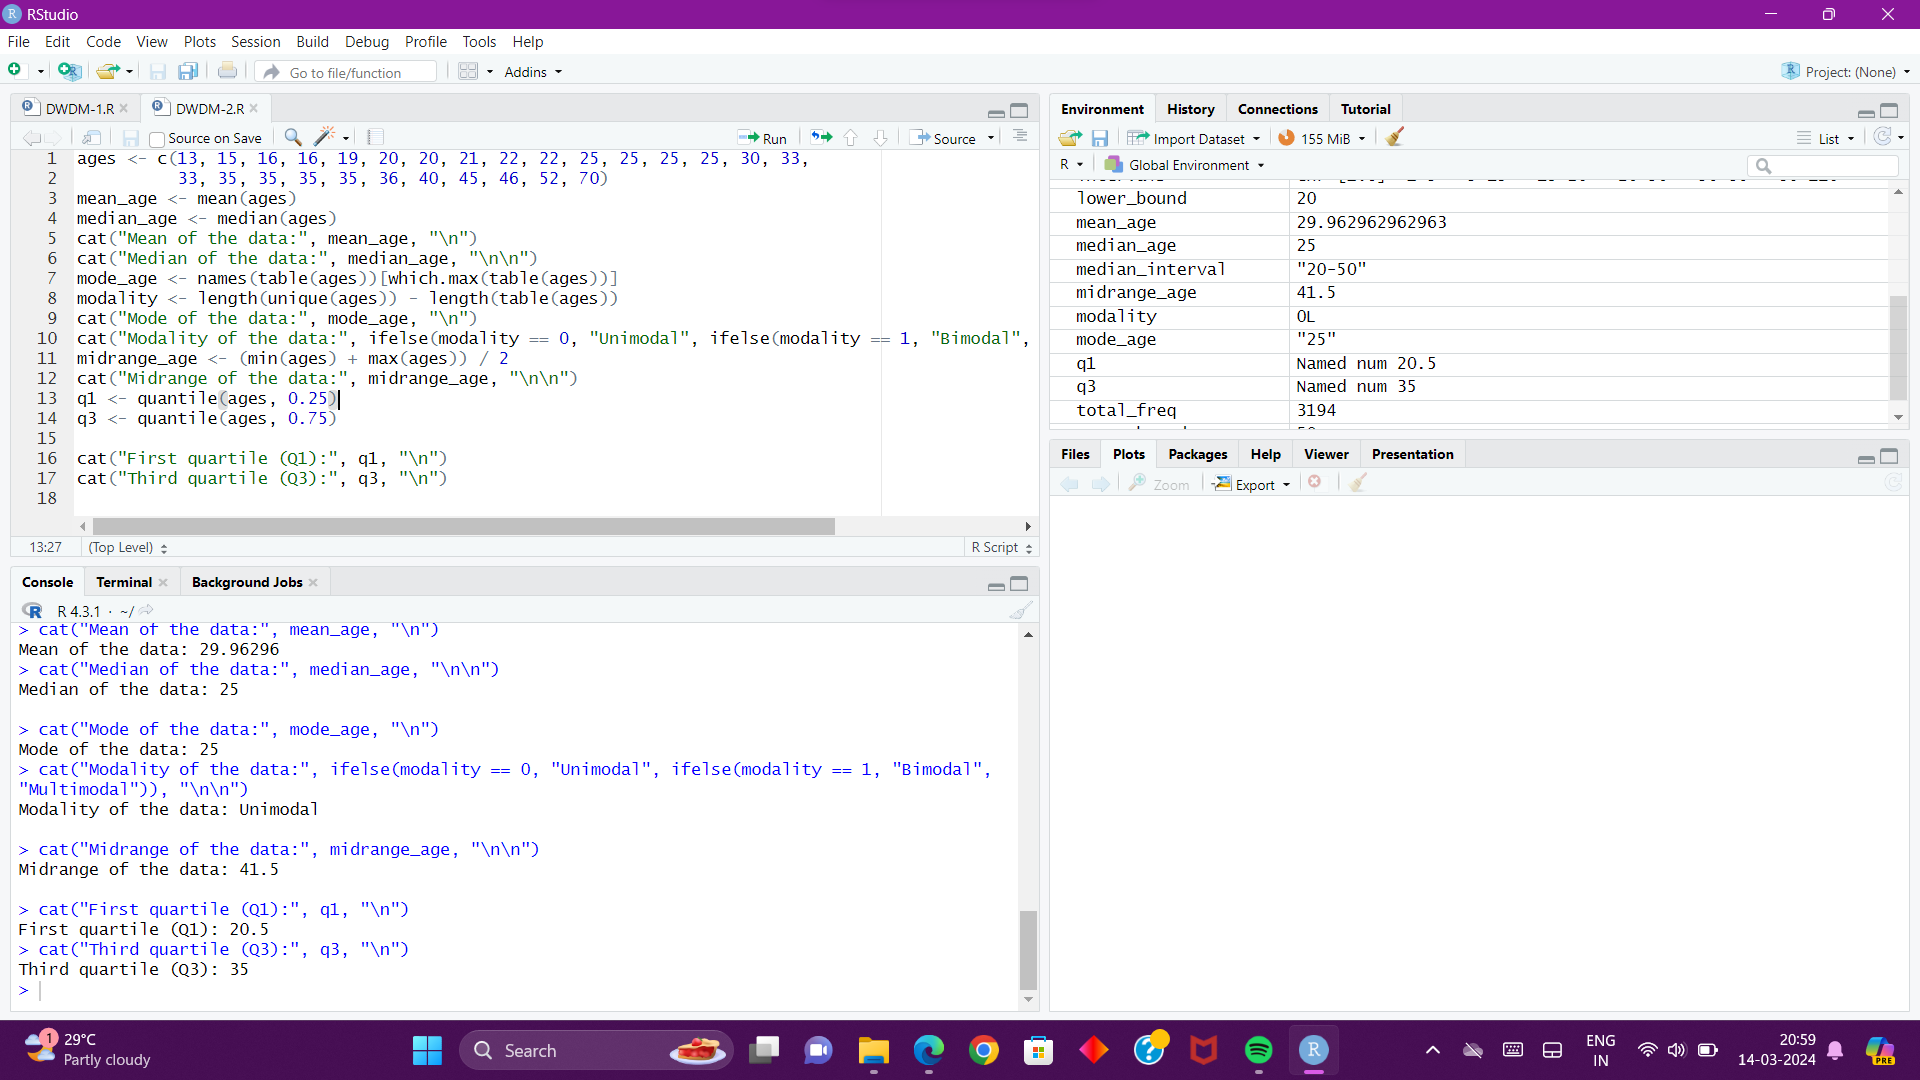 RStudio
File Edit Code View Plots Session Build Debug Profile Tools Help
Go to file/function Addins Project: (None)
DWDM-1.R DWDM-2.R
Source on Save Run Source
1 ages <- c(13, 15, 16, 16, 19, 20, 20, 21, 22, 22, 25, 25, 25, 25, 30, 33,
2 33, 35, 35, 35, 35, 36, 40, 45, 46, 52, 70)
3 mean_age <- mean(ages)
4 median_age <- median(ages)
5 cat("Mean of the data:", mean_age, "\n")
6 cat("Median of the data:", median_age, "\n\n")
7 mode_age <- names(table(ages))[which.max(table(ages))]
8 modality <- length(unique(ages)) - length(table(ages))
9 cat("Mode of the data:", mode_age, "\n")
10 cat("Modality of the data:", ifelse(modality == 0, "Unimodal", ifelse(modality == 1, "Bimodal",
11 midrange_age <- (min(ages) + max(ages)) / 2
12 cat("Midrange of the data:", midrange_age, "\n\n")
13 q1 <- quantile(ages, 0.25)
14 q3 <- quantile(ages, 0.75)
15
16 cat("First quartile (Q1):", q1, "\n")
17 cat("Third quartile (Q3):", q3, "\n")
18
13:27 (Top Level) R Script
Console Terminal Background Jobs
R 4.3.1 · ~/
> cat("Mean of the data:", mean_age, "\n")
Mean of the data: 29.96296
> cat("Median of the data:", median_age, "\n\n")
Median of the data: 25
> cat("Mode of the data:", mode_age, "\n")
Mode of the data: 25
> cat("Modality of the data:", ifelse(modality == 0, "Unimodal", ifelse(modality == 1, "Bimodal",
"Multimodal")), "\n\n")
Modality of the data: Unimodal
> cat("Midrange of the data:", midrange_age, "\n\n")
Midrange of the data: 41.5
> cat("First quartile (Q1):", q1, "\n")
First quartile (Q1): 20.5
> cat("Third quartile (Q3):", q3, "\n")
Third quartile (Q3): 35
>
Environment History Connections Tutorial
Import Dataset 155 MiB List
R Global Environment
lower_bound 20
mean_age 29.962962962963
median_age 25
median_interval "20-50"
midrange_age 41.5
modality 0L
mode_age "25"
q1 Named num 20.5
q3 Named num 35
total_freq 3194
Files Plots Packages Help Viewer Presentation
Zoom Export
1 29°C
Partly cloudy
Search
ENG
IN
20:59
14-03-2024
PRE